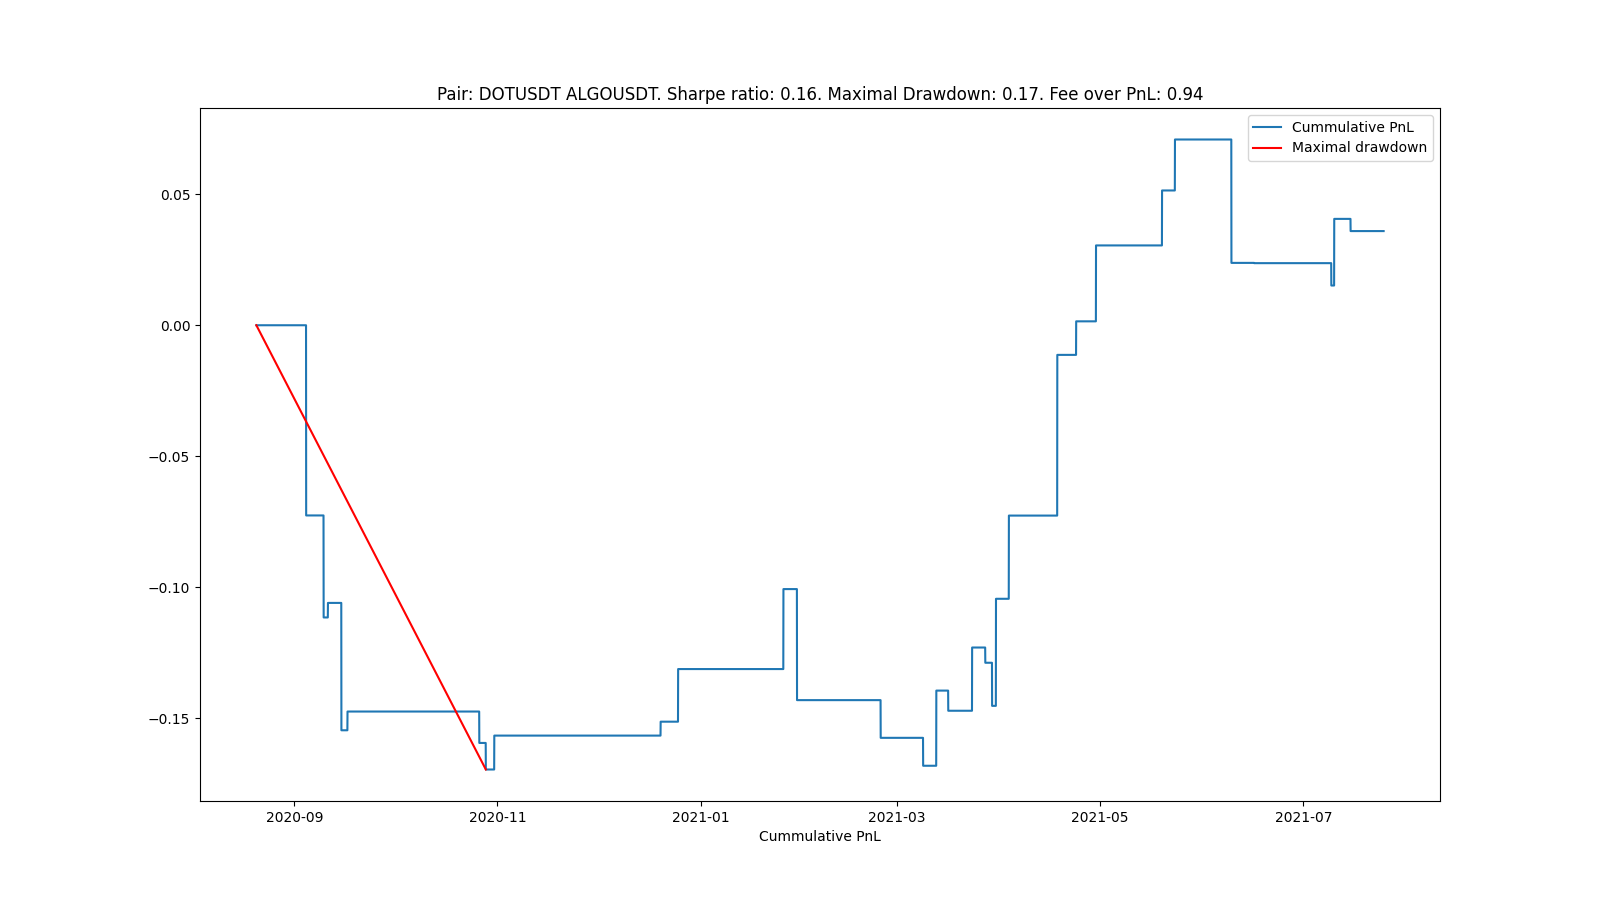 Pair: DOTUSDT ALGOUSDT. Sharpe ratio: 0.16. Maximal Drawdown: 0.17. Fee over PnL: 0.94
Cummulative PnL
Maximal drawdown
0.05
0.00
−0.05
−0.10
−0.15
2020-09 2020-11 2021-01 2021-03 2021-05 2021-07
Cummulative PnL